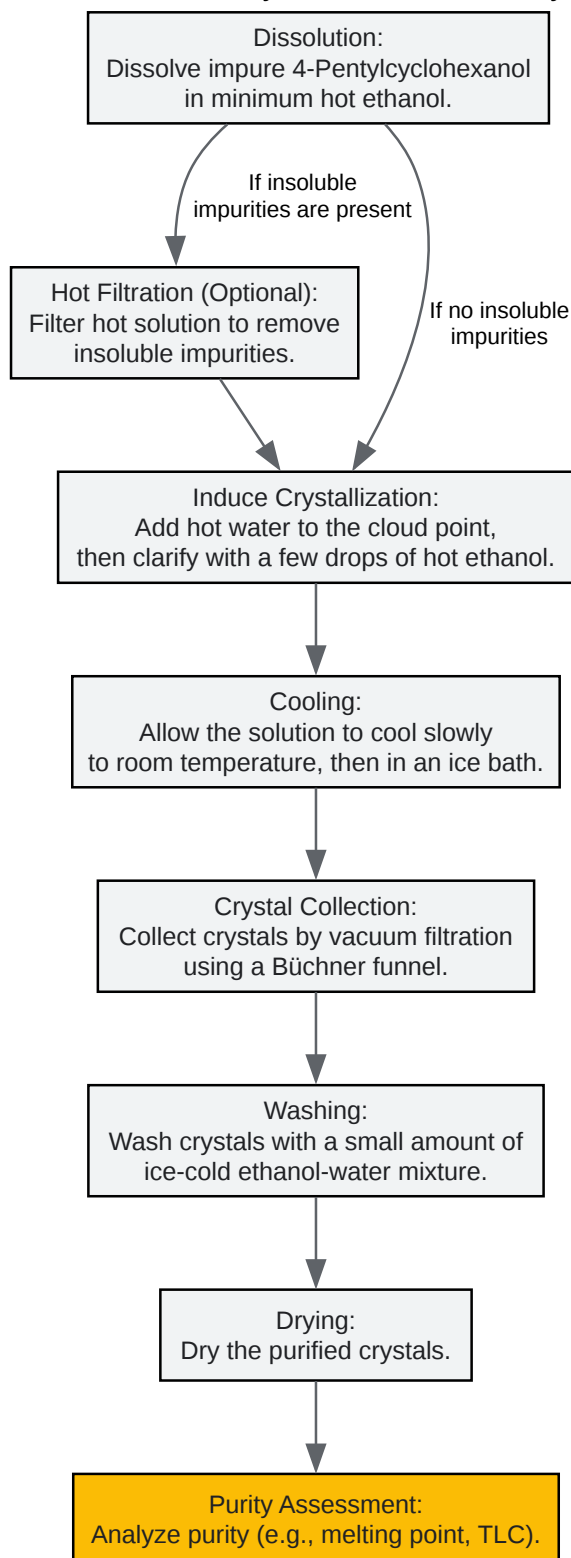 Dissolution:
Dissolve impure 4-Pentylcyclohexanol
in minimum hot ethanol.
If insoluble
impurities are present
If no insoluble
impurities
Hot Filtration (Optional):
Filter hot solution to remove
insoluble impurities.
Induce Crystallization:
Add hot water to the cloud point,
then clarify with a few drops of hot ethanol.
Cooling:
Allow the solution to cool slowly
to room temperature, then in an ice bath.
Crystal Collection:
Collect crystals by vacuum filtration
using a Büchner funnel.
Washing:
Wash crystals with a small amount of
ice-cold ethanol-water mixture.
Drying:
Dry the purified crystals.
Purity Assessment:
Analyze purity (e.g., melting point, TLC).